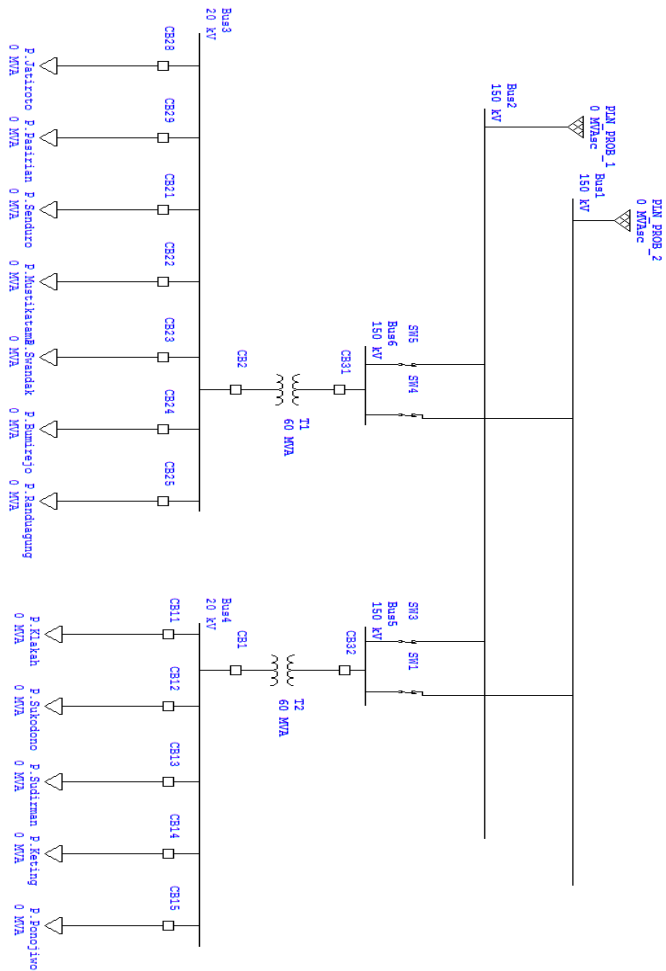 PLN_PROB_1
0 MVAsc
PLN_PROB_2
0 MVAsc
Bus2
150 kV
Bus1
150 kV
SW5
SW4
Bus6
150 kV
CB31
T1
60 MVA
CB2
Bus3
20 kV
CB28
CB29
CB21
CB22
CB23
CB24
CB25
P.Jatiroto
0 MVA
P.Pasirian
0 MVA
P.Senduro
0 MVA
P.Mustikatama
0 MVA
P.Swandak
0 MVA
P.Bumirejo
0 MVA
P.Randuagung
0 MVA
SW3
SW1
Bus5
150 kV
CB32
T2
60 MVA
CB1
Bus4
20 kV
CB11
CB12
CB13
CB14
CB15
P.Klakah
0 MVA
P.Sukodono
0 MVA
P.Sudirman
0 MVA
P.Keting
0 MVA
P.Ponojiwo
0 MVA